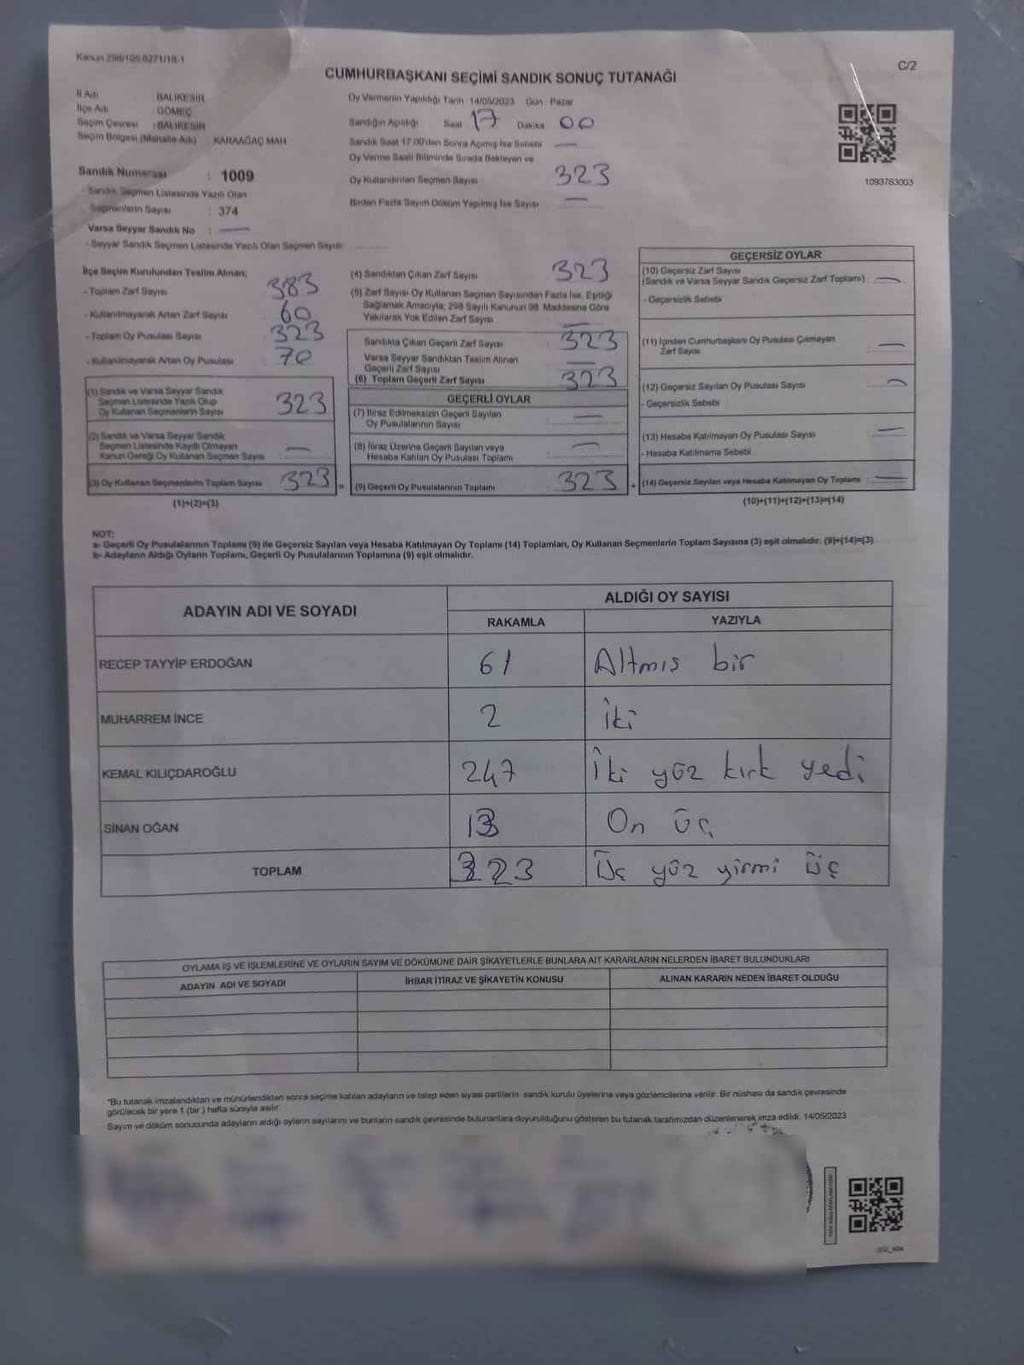 Kanun 298/105 6271/18-1
C/2
CUMHURBAŞKANI SEÇİMİ SANDIK SONUÇ TUTANAĞI
İl Adı : BALIKESİR
İlçe Adı : GÖMEÇ
Seçim Çevresi : BALIKESİR
Seçim Bölgesi (Mahalle Adı) KARAAĞAÇ MAH
Sandık Numarası : 1009
- Sandık Seçmen Listesinde Yazılı Olan
Seçmenlerin Sayısı : 374
Varsa Seyyar Sandık No : —
- Seyyar Sandık Seçmen Listesinde Yazılı Olan Seçmen Sayısı
Oy Vermenin Yapıldığı Tarih 14/05/2023 Gün : Pazar
Sandığın Açıldığı Saat 17 Dakika 00
Sandık Saat 17:00'den Sonra Açılmış İse Sebebi —
Oy Verme Saati Bitiminde Sırada Bekleyen ve
Oy Kullandırılan Seçmen Sayısı 323
Birden Fazla Sayım Döküm Yapılmış İse Sayısı —
1093763003
İlçe Seçim Kurulundan Teslim Alınan;
- Toplam Zarf Sayısı 383
- Kullanılmayarak Artan Zarf Sayısı 60
- Toplam Oy Pusulası Sayısı 323
- Kullanılmayarak Artan Oy Pusulası 70
(1) Sandık ve Varsa Seyyar Sandık
Seçmen Listesinde Yazılı Olup
Oy Kullanan Seçmenlerin Sayısı 323
(2) Sandık ve Varsa Seyyar Sandık
Seçmen Listesinde Kayıtlı Olmayan
Kanun Gereği Oy Kullanan Seçmen Sayısı —
(3) Oy Kullanan Seçmenlerin Toplam Sayısı 323
(1)+(2)=(3)
(4) Sandıktan Çıkan Zarf Sayısı 323
(5) Zarf Sayısı Oy Kullanan Seçmen Sayısından Fazla İse, Eşitliği
Sağlamak Amacıyla; 298 Sayılı Kanunun 98. Maddesine Göre
Yakılarak Yok Edilen Zarf Sayısı —
Sandıkta Çıkan Geçerli Zarf Sayısı 323
Varsa Seyyar Sandıktan Teslim Alınan
Geçerli Zarf Sayısı —
(6) Toplam Geçerli Zarf Sayısı 323
GEÇERLİ OYLAR
(7) İtiraz Edilmeksizin Geçerli Sayılan
Oy Pusulalarının Sayısı —
(8) İtiraz Üzerine Geçerli Sayılan veya
Hesaba Katılan Oy Pusulası Toplamı —
= (9) Geçerli Oy Pusulalarının Toplamı 323
GEÇERSİZ OYLAR
(10) Geçersiz Zarf Sayısı
(Sandık ve Varsa Seyyar Sandık Geçersiz Zarf Toplamı) —
- Geçersizlik Sebebi
(11) İçinden Cumhurbaşkanı Oy Pusulası Çıkmayan
Zarf Sayısı —
(12) Geçersiz Sayılan Oy Pusulası Sayısı —
- Geçersizlik Sebebi
(13) Hesaba Katılmayan Oy Pusulası Sayısı —
- Hesaba Katılmama Sebebi
+ (14) Geçersiz Sayılan veya Hesaba Katılmayan Oy Toplamı —
(10)+(11)+(12)+(13)=(14)
NOT:
a- Geçerli Oy Pusulalarının Toplamı (9) ile Geçersiz Sayılan veya Hesaba Katılmayan Oy Toplamı (14) Toplamları, Oy Kullanan Seçmenlerin Toplam Sayısına (3) eşit olmalıdır. (9)+(14)=(3)
b- Adayların Aldığı Oyların Toplamı, Geçerli Oy Pusulalarının Toplamına (9) eşit olmalıdır.
ADAYIN ADI VE SOYADI ALDIĞI OY SAYISI
RAKAMLA YAZIYLA
RECEP TAYYİP ERDOĞAN 61 Altmıs bir
MUHARREM İNCE 2 İki
KEMAL KILIÇDAROĞLU 247 İki yüz kırk yedi
SİNAN OĞAN 13 On üç
TOPLAM 323 Üç yüz yirmi üç
OYLAMA İŞ VE İŞLEMLERİNE VE OYLARIN SAYIM VE DÖKÜMÜNE DAİR ŞİKAYETLERLE BUNLARA AİT KARARLARIN NELERDEN İBARET BULUNDUKLARI
ADAYIN ADI VE SOYADI İHBAR İTİRAZ VE ŞİKAYETİN KONUSU ALINAN KARARIN NEDEN İBARET OLDUĞU
*Bu tutanak imzalandıktan ve mühürlendikten sonra seçime katılan adayların ve talep eden siyasi partilerin sandık kurulu üyelerine veya gözlemcilerine verilir. Bir nüshası da sandık çevresinde
görülecek bir yere 1 (bir) hafta süreyle asılır.
Sayım ve döküm sonucunda adayların aldığı oyların sayılarını ve bunların sandık çevresinde bulunanlara duyurulduğunu gösteren bu tutanak tarafımızdan düzenlenerek imza edildi. 14/05/2023